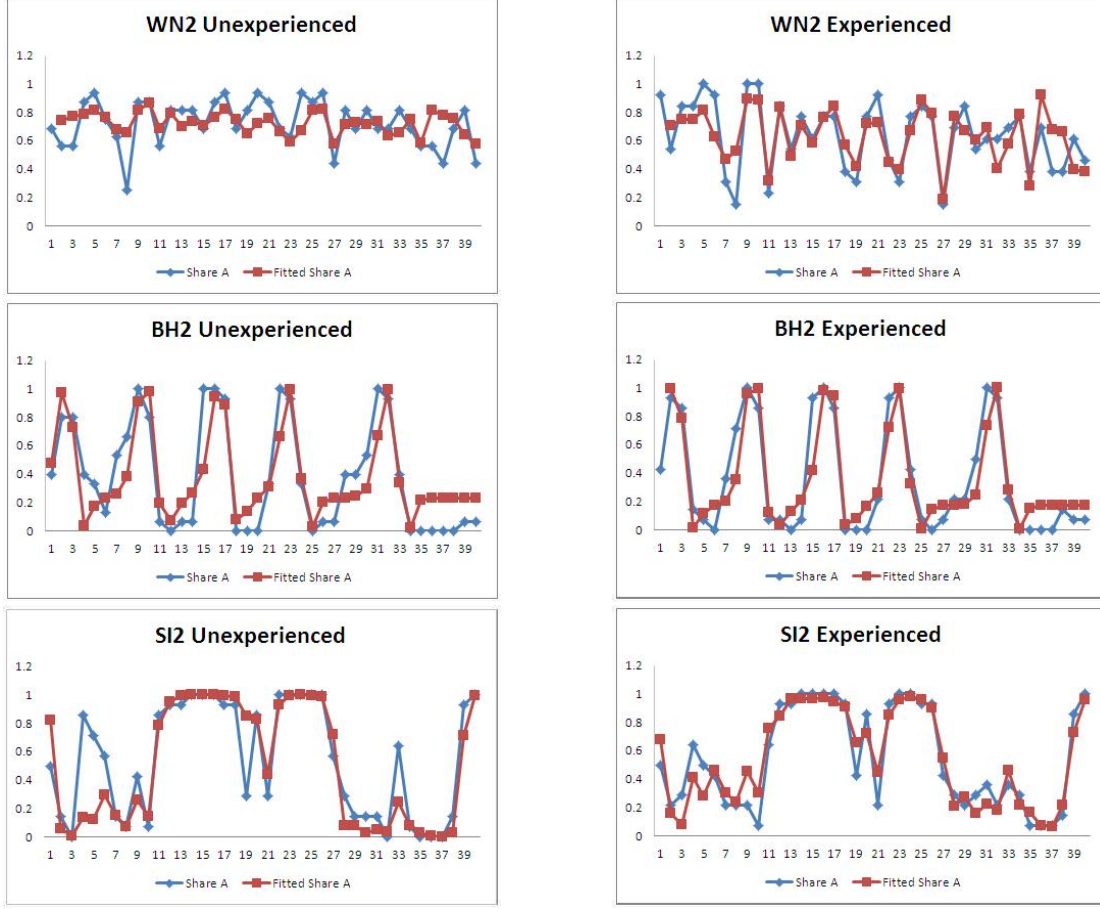 WN2 Unexperienced
1.2
1
0.8
0.6
0.4
0.2
0
1 3 5 7 9 11 13 15 17 19 21 23 25 27 29 31 33 35 37 39
Share A Fitted Share A
WN2 Experienced
1.2
1
0.8
0.6
0.4
0.2
0
1 3 5 7 9 11 13 15 17 19 21 23 25 27 29 31 33 35 37 39
Share A Fitted Share A
BH2 Unexperienced
1.2
1
0.8
0.6
0.4
0.2
0
1 3 5 7 9 11 13 15 17 19 21 23 25 27 29 31 33 35 37 39
Share A Fitted Share A
BH2 Experienced
1.2
1
0.8
0.6
0.4
0.2
0
1 3 5 7 9 11 13 15 17 19 21 23 25 27 29 31 33 35 37 39
Share A Fitted Share A
SI2 Unexperienced
1.2
1
0.8
0.6
0.4
0.2
0
1 3 5 7 9 11 13 15 17 19 21 23 25 27 29 31 33 35 37 39
Share A Fitted Share A
SI2 Experienced
1.2
1
0.8
0.6
0.4
0.2
0
1 3 5 7 9 11 13 15 17 19 21 23 25 27 29 31 33 35 37 39
Share A Fitted Share A